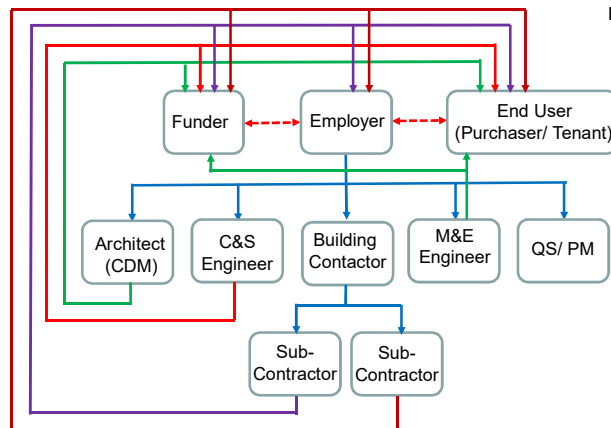 Funder
Employer
End User
(Purchaser/ Tenant)
Architect
(CDM)
C&S
Engineer
Building
Contactor
M&E
Engineer
QS/ PM
Sub-
Contractor
Sub-
Contractor